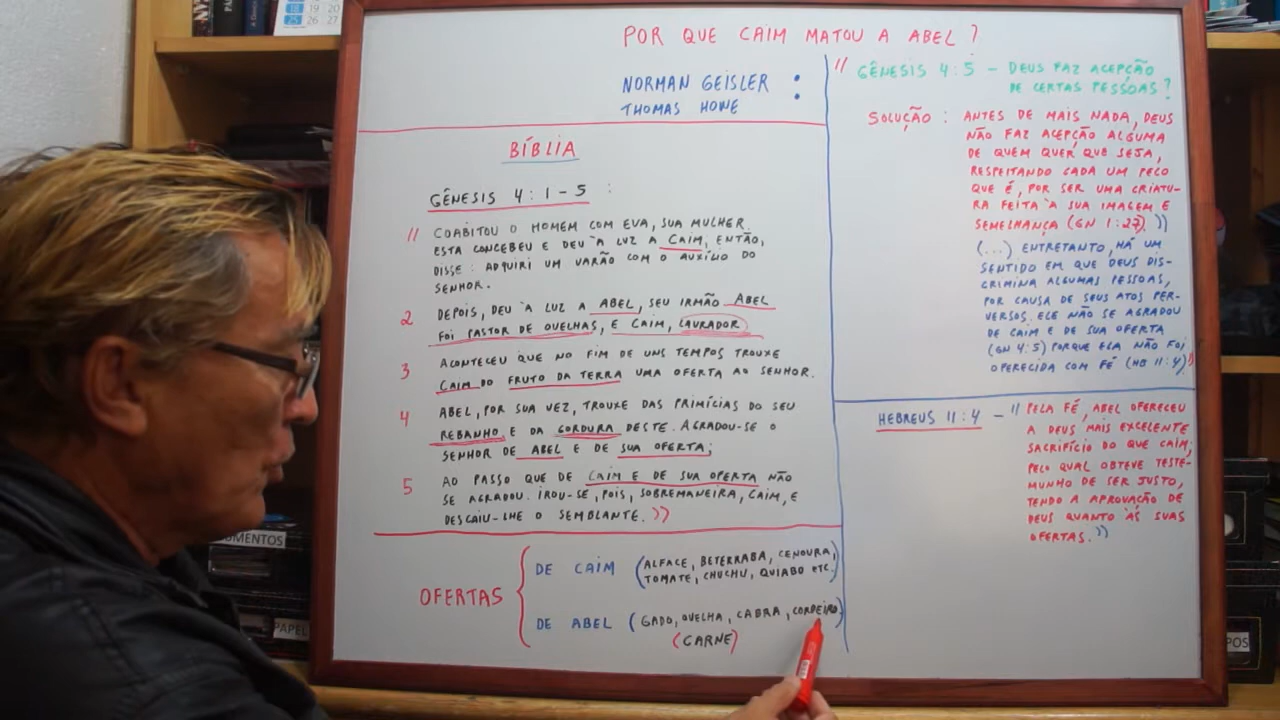 POR QUE CAIM MATOU A ABEL?
NORMAN GEISLER :
THOMAS HOWE
BÍBLIA
GÊNESIS 4:1-5 :
" COABITOU O HOMEM COM EVA, SUA MULHER.
ESTA CONCEBEU E DEU À LUZ A CAIM, ENTÃO,
DISSE: ADQUIRI UM VARÃO COM O AUXÍLIO DO
SENHOR.
2 DEPOIS, DEU À LUZ A ABEL, SEU IRMÃO ABEL
FOI PASTOR DE OVELHAS, E CAIM, LAVRADOR
3 ACONTECEU QUE NO FIM DE UNS TEMPOS TROUXE
CAIM DO FRUTO DA TERRA UMA OFERTA AO SENHOR.
4 ABEL, POR SUA VEZ, TROUXE DAS PRIMÍCIAS DO SEU
REBANHO E DA GORDURA DESTE. AGRADOU-SE O
SENHOR DE ABEL E DE SUA OFERTA;
5 AO PASSO QUE DE CAIM E DE SUA OFERTA NÃO
SE AGRADOU. IROU-SE, POIS, SOBREMANEIRA, CAIM, E
DESCAIU-LHE O SEMBLANTE. ))
OFERTAS
DE CAIM (ALFACE, BETERRABA, CENOURA,
TOMATE, CHUCHU, QUIABO ETC.)
DE ABEL (GADO, OVELHA, CABRA, CORDEIRO)
(CARNE)
" GÊNESIS 4:5 - DEUS FAZ ACEPÇÃO
DE CERTAS PESSOAS?
SOLUÇÃO: ANTES DE MAIS NADA, DEUS
NÃO FAZ ACEPÇÃO ALGUMA
DE QUEM QUER QUE SEJA,
RESPEITANDO CADA UM PELO
QUE É, POR SER UMA CRIATU-
RA FEITA À SUA IMAGEM E
SEMELHANÇA (GN 1:27). ))
(...) ENTRETANTO, HÁ UM
SENTIDO EM QUE DEUS DIS-
CRIMINA ALGUMAS PESSOAS,
POR CAUSA DE SEUS ATOS PER-
VERSOS. ELE NÃO SE AGRADOU
DE CAIM E DE SUA OFERTA
(GN 4:5) PORQUE ELA NÃO FOI
OPERECIDA COM FÉ (HB 11:4)))
HEBREUS 11:4 - " PELA FÉ, ABEL OFERECEU
A DEUS MAIS EXCELENTE
SACRIFÍCIO DO QUE CAIM;
PELO QUAL OBTEVE TESTE-
MUNHO DE SER JUSTO,
TENDO A APROVAÇÃO DE
DEUS QUANTO ÀS SUAS
OFERTAS. ))
UMENTOS
PAPEL
POS
18 19 20
25 26 27